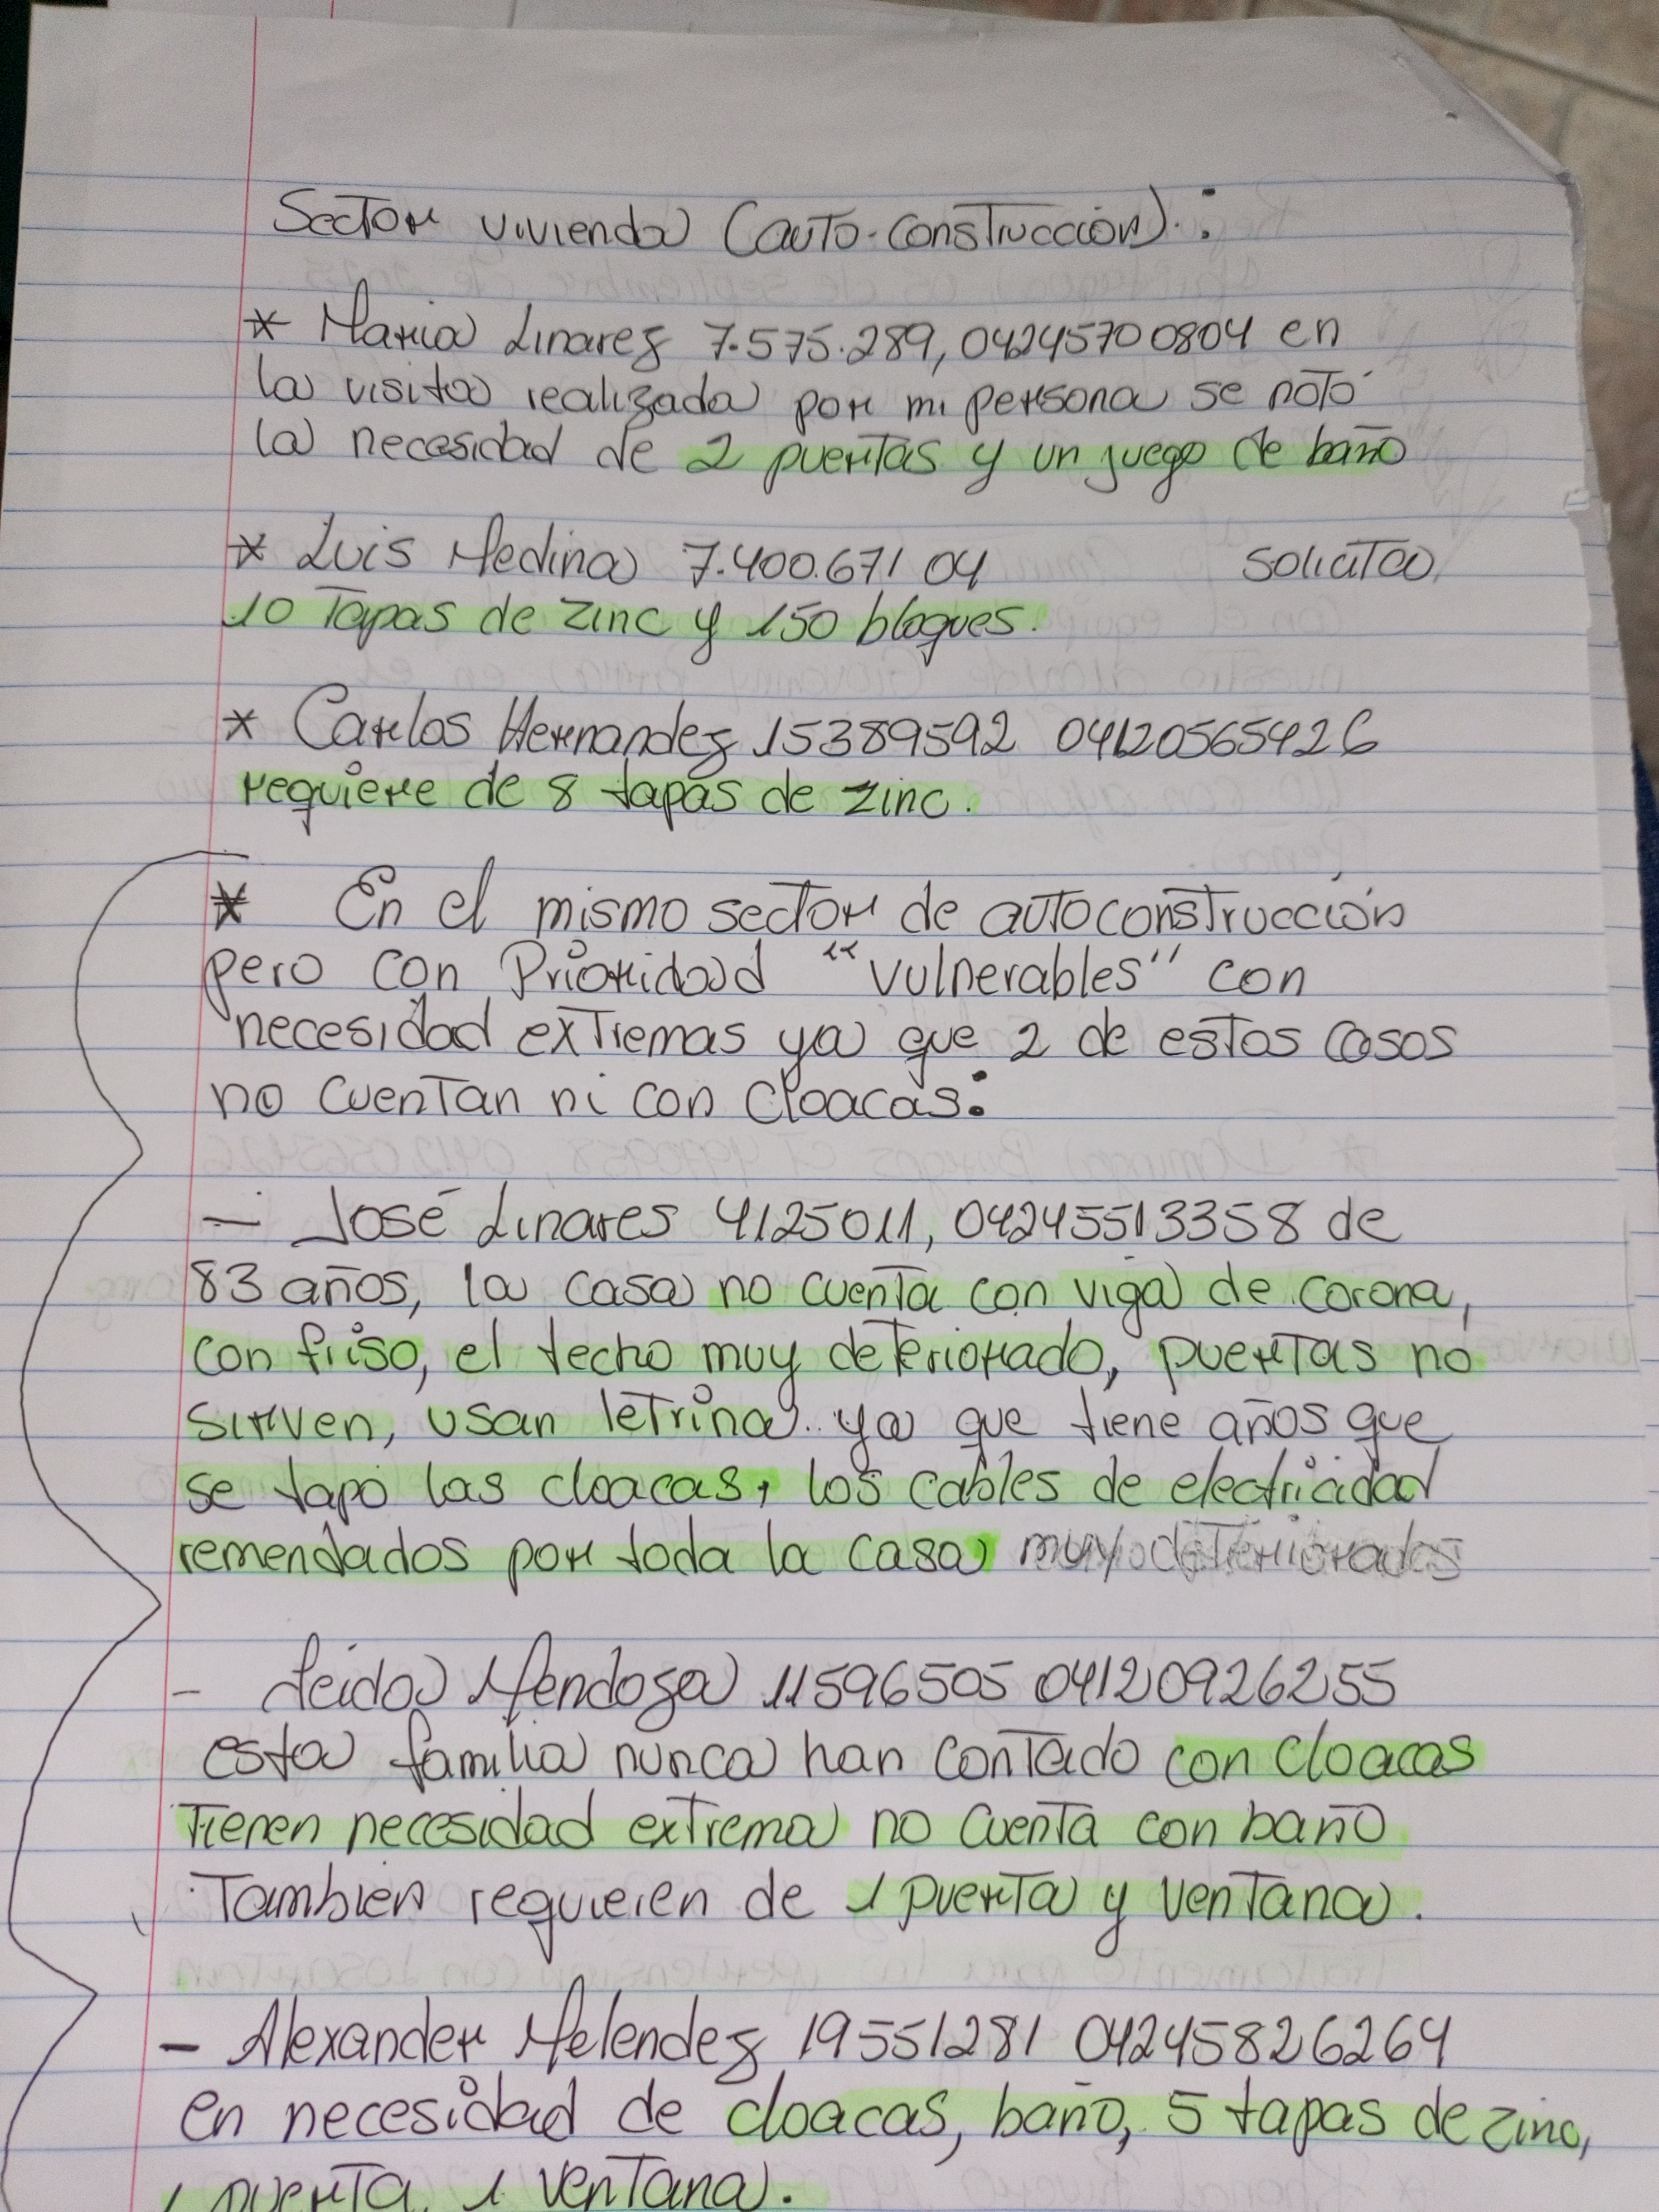 Sector vivienda (auto-construcción):
* Maria Linarez 7.575.289, 04245700804 en
la visita realizada por mi persona se notó
la necesidad de 2 puertas y un juego de baño
* Luis Medina 7.400.671 04 solicita
10 Tapas de zinc y 150 bloques.
* Carlos Hernandez 15389592 04120565426
requiere de 8 tapas de zinc.
* En el mismo sector de autoconstrucción
pero con Prioridad "vulnerables" con
necesidad extremas ya que 2 de estos casos
no cuentan ni con cloacas:
- José Linares 4125011, 04245513358 de
83 años, la casa no cuenta con viga de corona,
con friso, el techo muy deteriorado, puertas no
sirven, usan letrina ya que tiene años que
se tapo las cloacas, los cables de electricidad
remendados por toda la casa muy deteriorados
- Leida Mendoza 11596505 04120926255
esta familia nunca han contado con cloacas
tienen necesidad extrema no cuenta con baño
Tambien requieren de 1 puerta y ventana.
- Alexander Melendez 19551281 04245826264
en necesidad de cloacas, baño, 5 tapas de zinc,
1 puerta, 1 ventana.